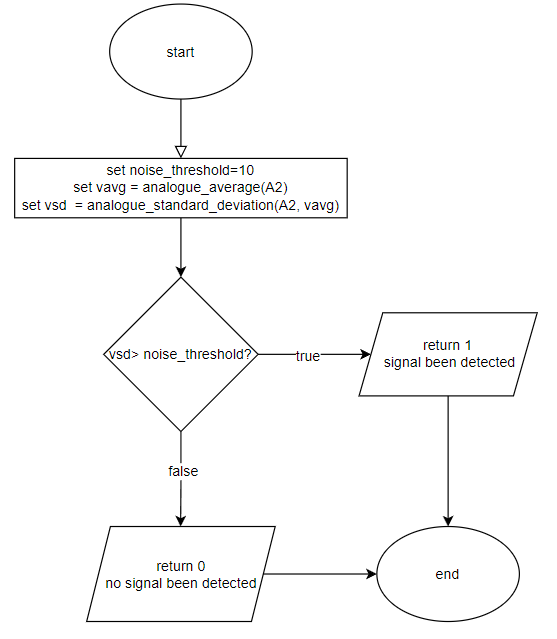 start
set noise_threshold=10
set vavg = analogue_average(A2)
set vsd  = analogue_standard_deviation(A2, vavg)
vsd> noise_threshold?
true
return 1
signal been detected
false
return 0
no signal been detected
end